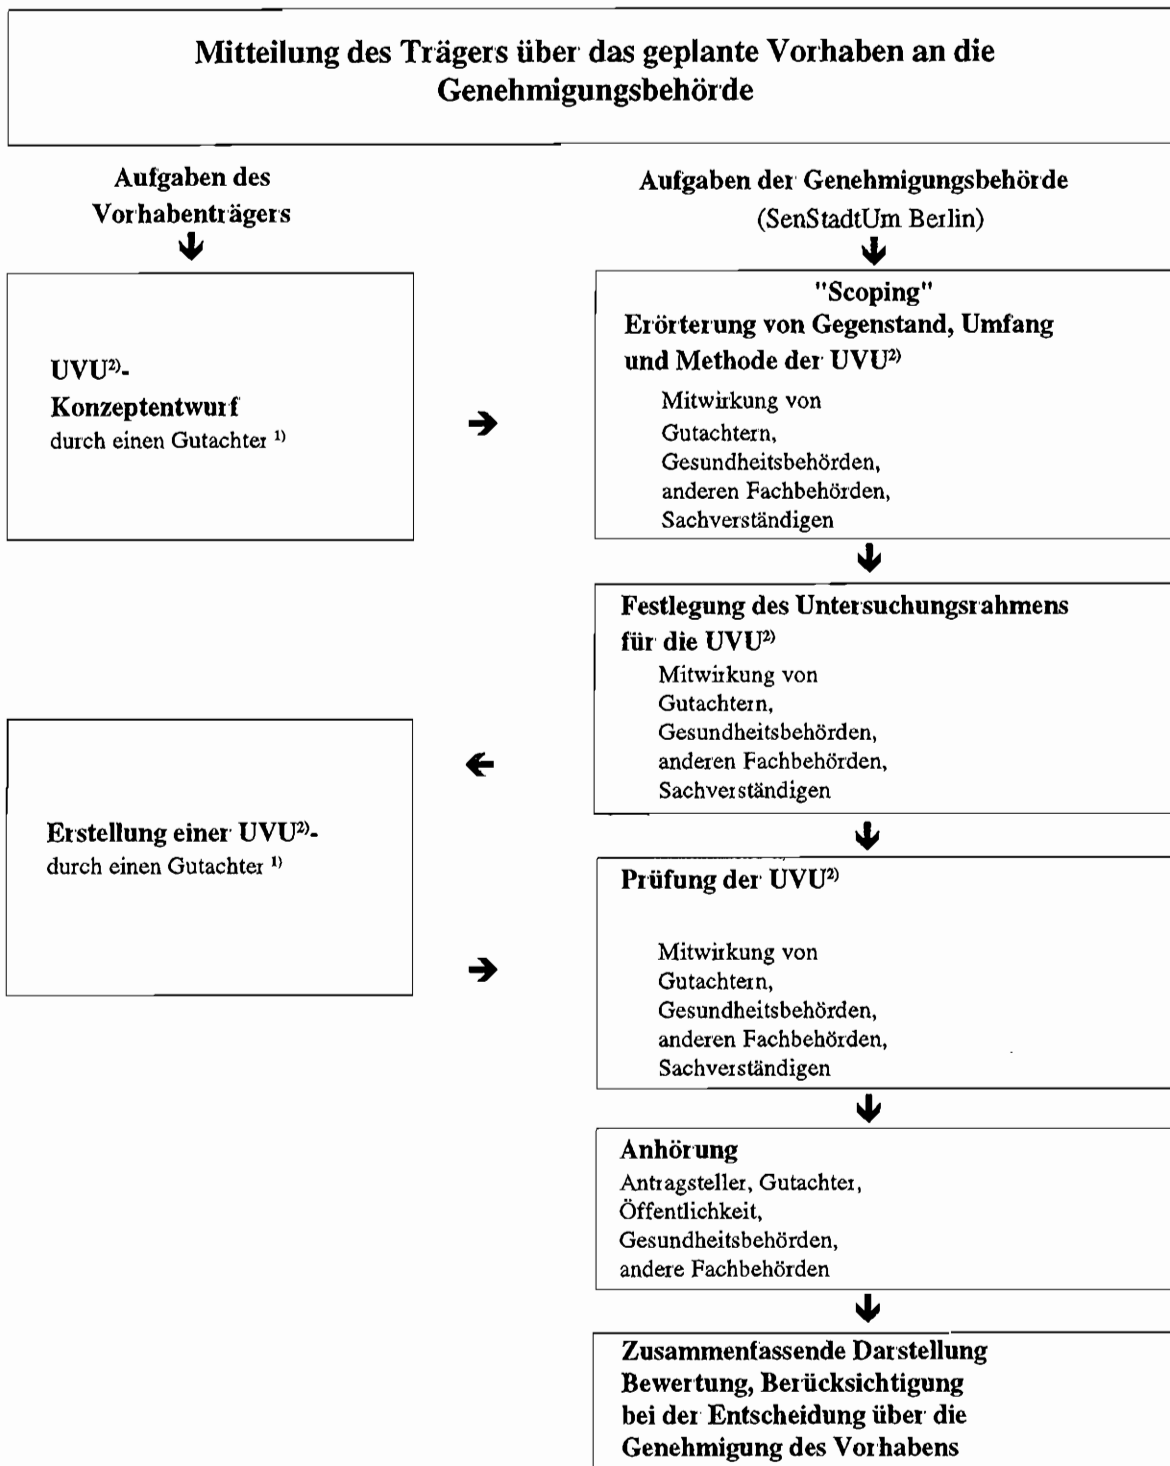 Mitteilung des Trägers über das geplante Vorhaben an die
Genehmigungsbehörde
Aufgaben des
Vorhabenträgers
Aufgaben der Genehmigungsbehörde
(SenStadtUm Berlin)
UVU²⁾-
Konzeptentwurf
durch einen Gutachter ¹⁾
"Scoping"
Erörterung von Gegenstand, Umfang
und Methode der UVU²⁾
Mitwirkung von
Gutachtern,
Gesundheitsbehörden,
anderen Fachbehörden,
Sachverständigen
Festlegung des Untersuchungsrahmens
für die UVU²⁾
Mitwirkung von
Gutachtern,
Gesundheitsbehörden,
anderen Fachbehörden,
Sachverständigen
Erstellung einer UVU²⁾-
durch einen Gutachter ¹⁾
Prüfung der UVU²⁾
Mitwirkung von
Gutachtern,
Gesundheitsbehörden,
anderen Fachbehörden,
Sachverständigen
Anhörung
Antragsteller, Gutachter,
Öffentlichkeit,
Gesundheitsbehörden,
andere Fachbehörden
Zusammenfassende Darstellung
Bewertung, Berücksichtigung
bei der Entscheidung über die
Genehmigung des Vorhabens